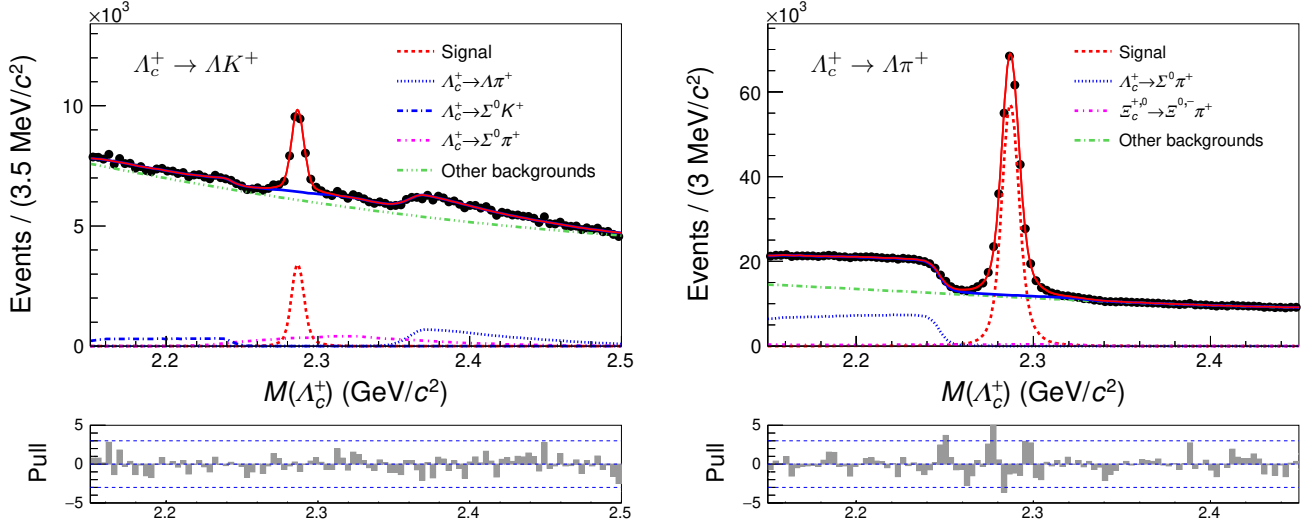 ×10³
Λc⁺ → ΛK⁺
Signal
Λc⁺→Λπ⁺
Λc⁺→Σ⁰K⁺
Λc⁺→Σ⁰π⁺
Other backgrounds
Events / (3.5 MeV/c²)
10
5
0
2.2 2.3 2.4 2.5
M(Λc⁺) (GeV/c²)
Pull
5
0
−5
2.2 2.3 2.4 2.5
×10³
Λc⁺ → Λπ⁺
Signal
Λc⁺→Σ⁰π⁺
Ξc⁺,⁰→Ξ⁰,⁻π⁺
Other backgrounds
Events / (3 MeV/c²)
60
40
20
0
2.2 2.3 2.4
M(Λc⁺) (GeV/c²)
Pull
5
0
−5
2.2 2.3 2.4